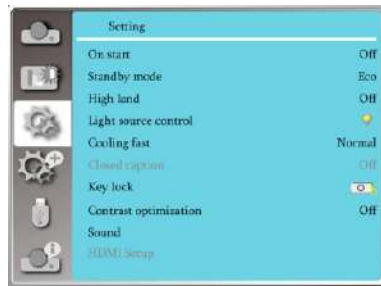 Setting
On start Off
Standby mode Eco
High land Off
Light source control
Cooling fast Normal
Closed caption Off
Key lock
Contrast optimization Off
Sound
HDMI Setup